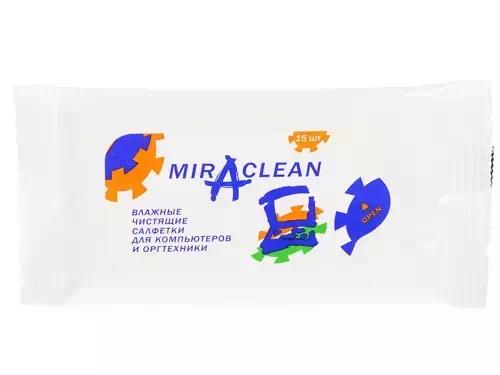 15 шт
MIRACLEAN
ВЛАЖНЫЕ
ЧИСТЯЩИЕ
САЛФЕТКИ
ДЛЯ КОМПЬЮТЕРОВ
И ОРГТЕХНИКИ
OPEN